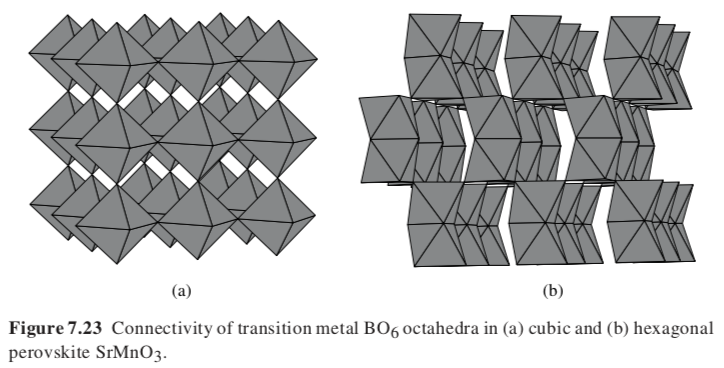 (a)
(b)
Figure 7.23 Connectivity of transition metal BO6 octahedra in (a) cubic and (b) hexagonal
perovskite SrMnO3.